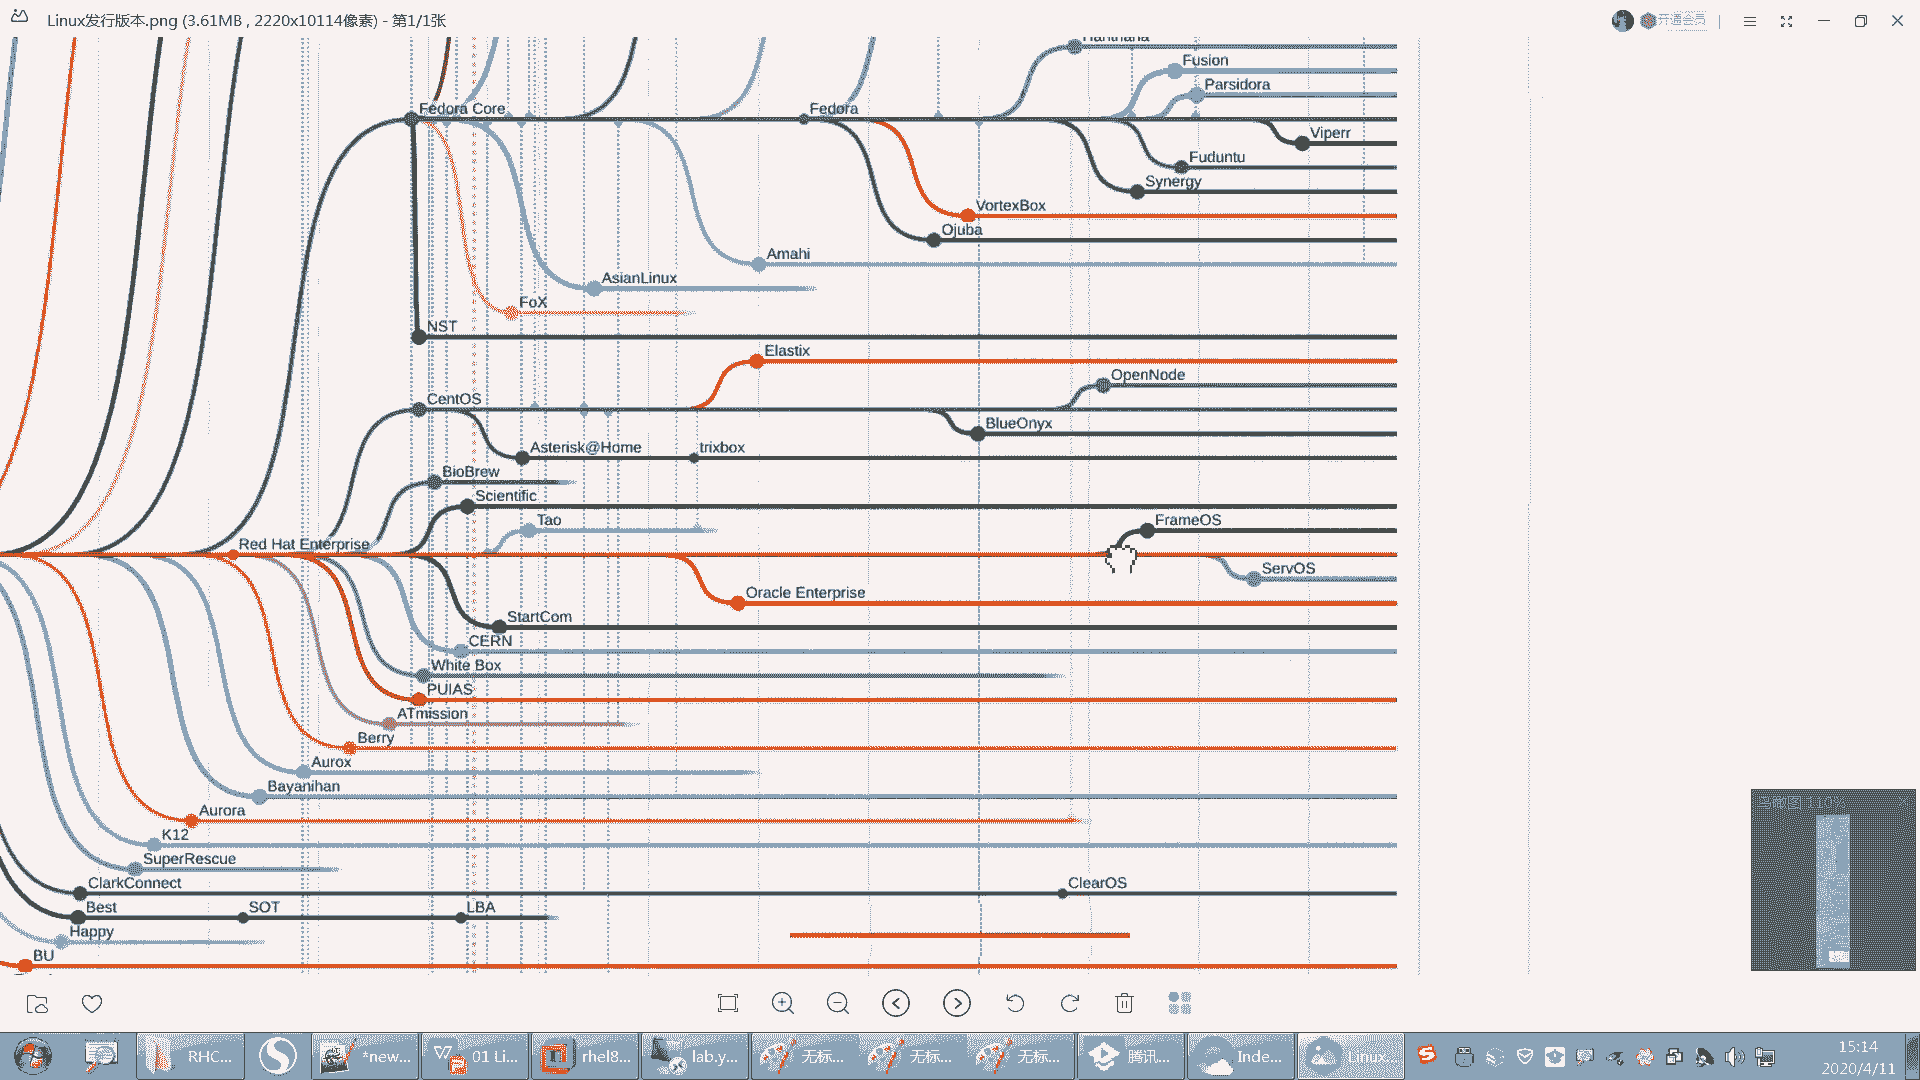 Linux发行版本.png (3.61MB , 2220x10114像素) - 第1/1张
开通会员
Fusion
Parsidora
Fedora Core
Fedora
Viperr
Fuduntu
Synergy
VortexBox
Ojuba
Amahi
AsianLinux
FoX
NST
Elastix
OpenNode
CentOS
BlueOnyx
Asterisk@Home
trixbox
BioBrew
Scientific
Tao
FrameOS
Red Hat Enterprise
ServOS
Oracle Enterprise
StartCom
CERN
White Box
PUIAS
ATmission
Berry
Aurox
Bayanihan
Aurora
K12
SuperRescue
ClarkConnect
ClearOS
Best
SOT
LBA
Happy
BU
鸟瞰图 110%
RHC...
*new...
01 Li...
rhel8...
lab.y...
无标...
无标...
无标...
腾讯...
Inde...
Linux...
15:14
2020/4/11